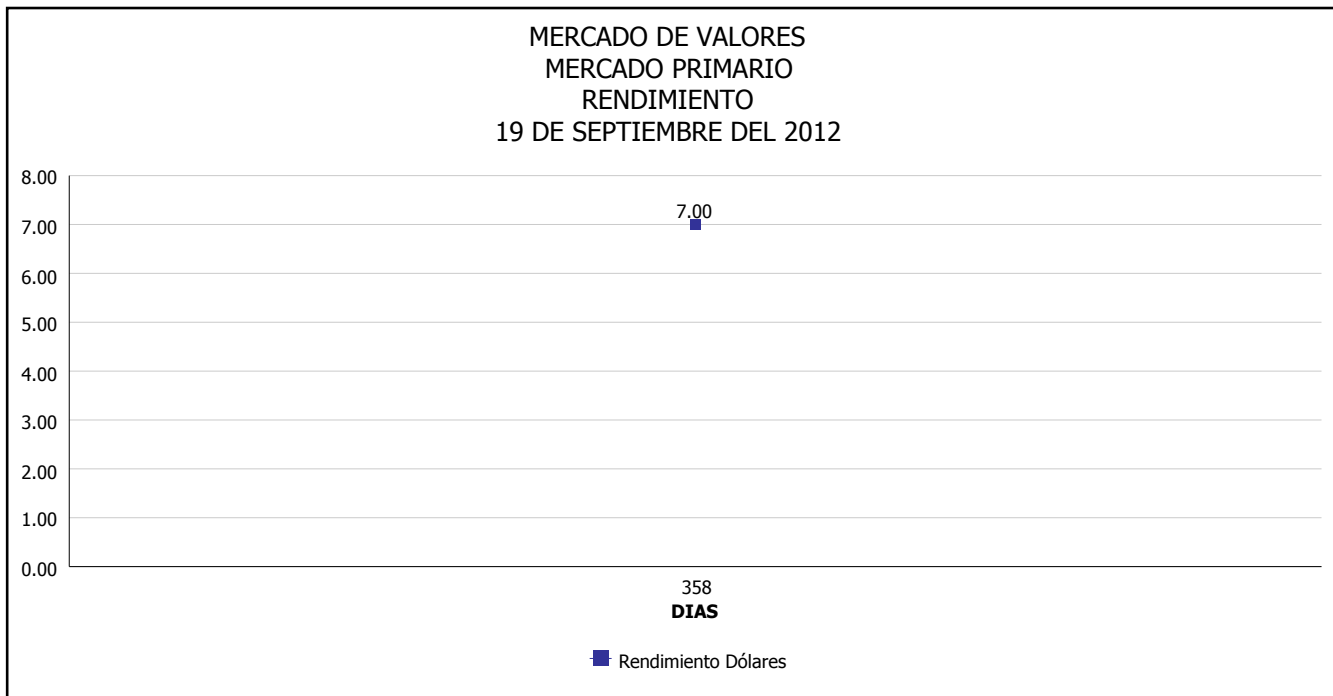 MERCADO DE VALORES
MERCADO PRIMARIO
RENDIMIENTO
19 DE SEPTIEMBRE DEL 2012
8.00
7.00
7.00
6.00
5.00
4.00
3.00
2.00
1.00
0.00
358
DIAS
Rendimiento Dólares